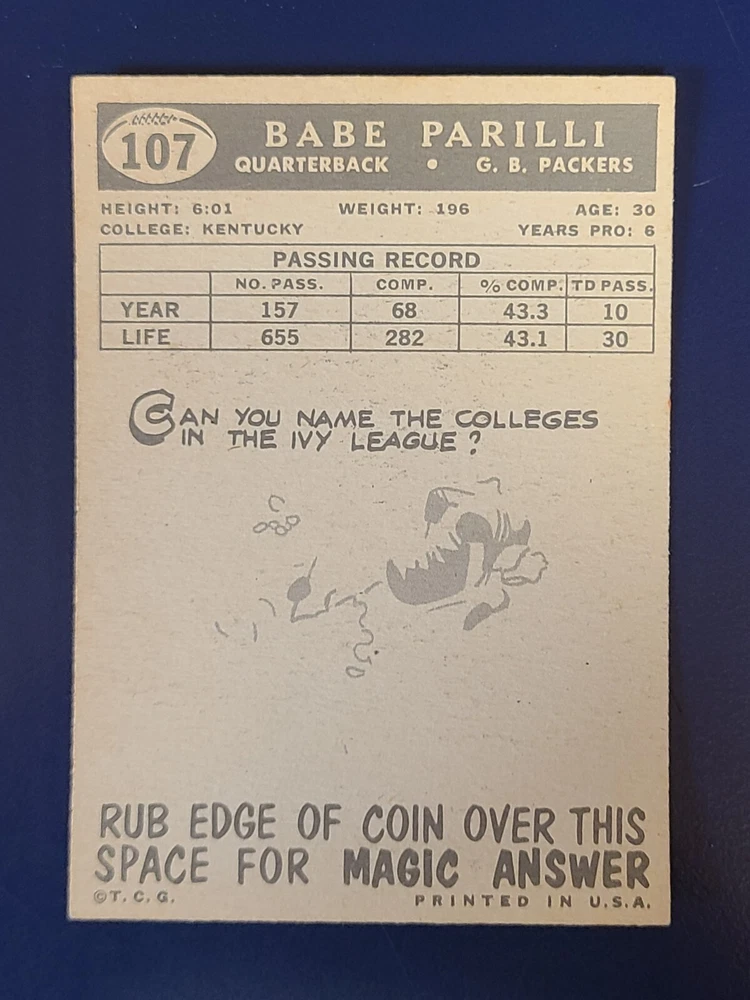 107
BABE PARILLI
QUARTERBACK • G. B. PACKERS
HEIGHT: 6:01 WEIGHT: 196 AGE: 30
COLLEGE: KENTUCKY YEARS PRO: 6
PASSING RECORD
NO. PASS. COMP. % COMP. TD PASS.
YEAR 157 68 43.3 10
LIFE 655 282 43.1 30
CAN YOU NAME THE COLLEGES
IN THE IVY LEAGUE?
RUB EDGE OF COIN OVER THIS
SPACE FOR MAGIC ANSWER
©T. C. G. PRINTED IN U.S.A.